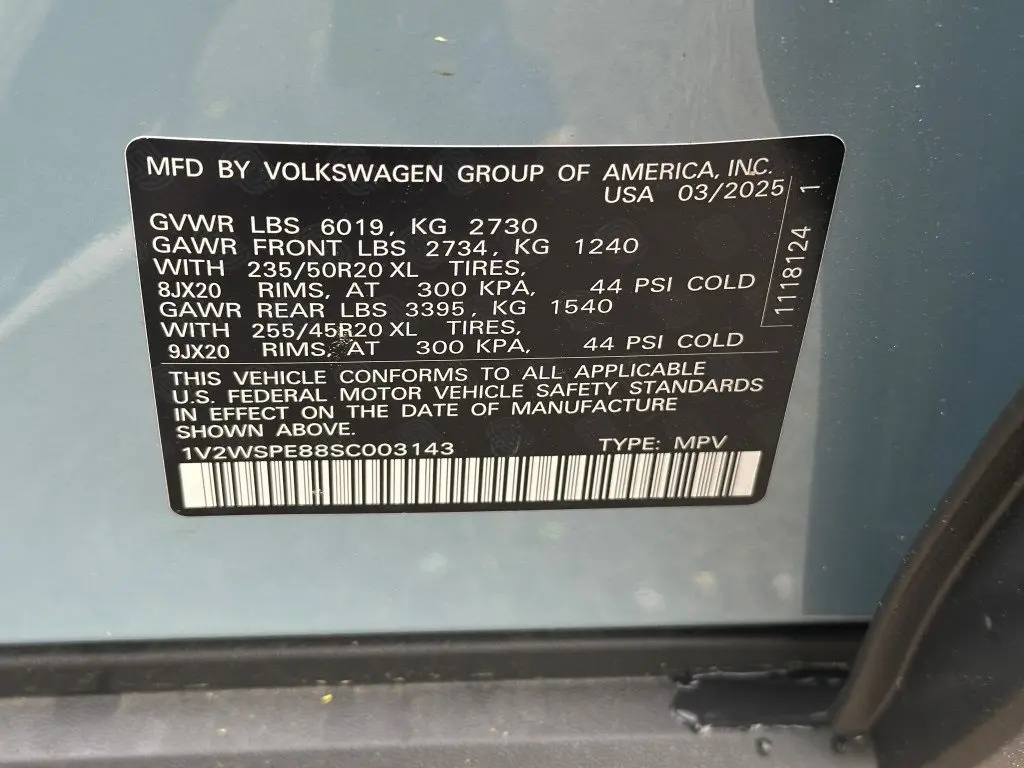 MFD BY VOLKSWAGEN GROUP OF AMERICA, INC.
USA 03/2025
GVWR LBS 6019, KG 2730
GAWR FRONT LBS 2734, KG 1240
WITH 235/50R20 XL TIRES,
8JX20 RIMS, AT 300 KPA, 44 PSI COLD
GAWR REAR LBS 3395, KG 1540
WITH 255/45R20 XL TIRES,
9JX20 RIMS, AT 300 KPA, 44 PSI COLD
THIS VEHICLE CONFORMS TO ALL APPLICABLE
U.S. FEDERAL MOTOR VEHICLE SAFETY STANDARDS
IN EFFECT ON THE DATE OF MANUFACTURE
SHOWN ABOVE.
1V2WSPE88SC003143 TYPE: MPV
1118124 1